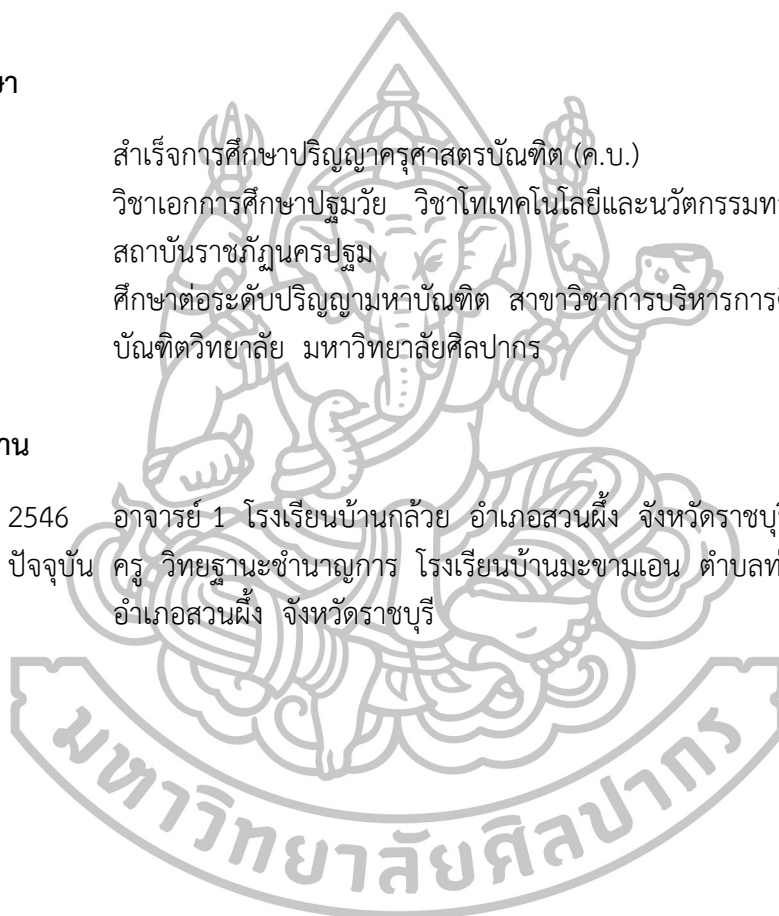 ษา
สำเร็จการศึกษาปริญญาครุศาสตรบัณฑิต (ค.บ.)
วิชาเอกการศึกษาปฐมวัย วิชาโทเทคโนโลยีและนวัตกรรมทา
สถาบันราชภัฏนครปฐม
ศึกษาต่อระดับปริญญามหาบัณฑิต สาขาวิชาการบริหารการศ
บัณฑิตวิทยาลัย มหาวิทยาลัยศิลปากร
าน
2546 อาจารย์ 1 โรงเรียนบ้านกล้วย อำเภอสวนผึ้ง จังหวัดราชบุรี
ปัจจุบัน ครู วิทยฐานะชำนาญการ โรงเรียนบ้านมะขามเอน ตำบลท่
อำเภอสวนผึ้ง จังหวัดราชบุรี
มหาวิทยาลัยศิลปากร